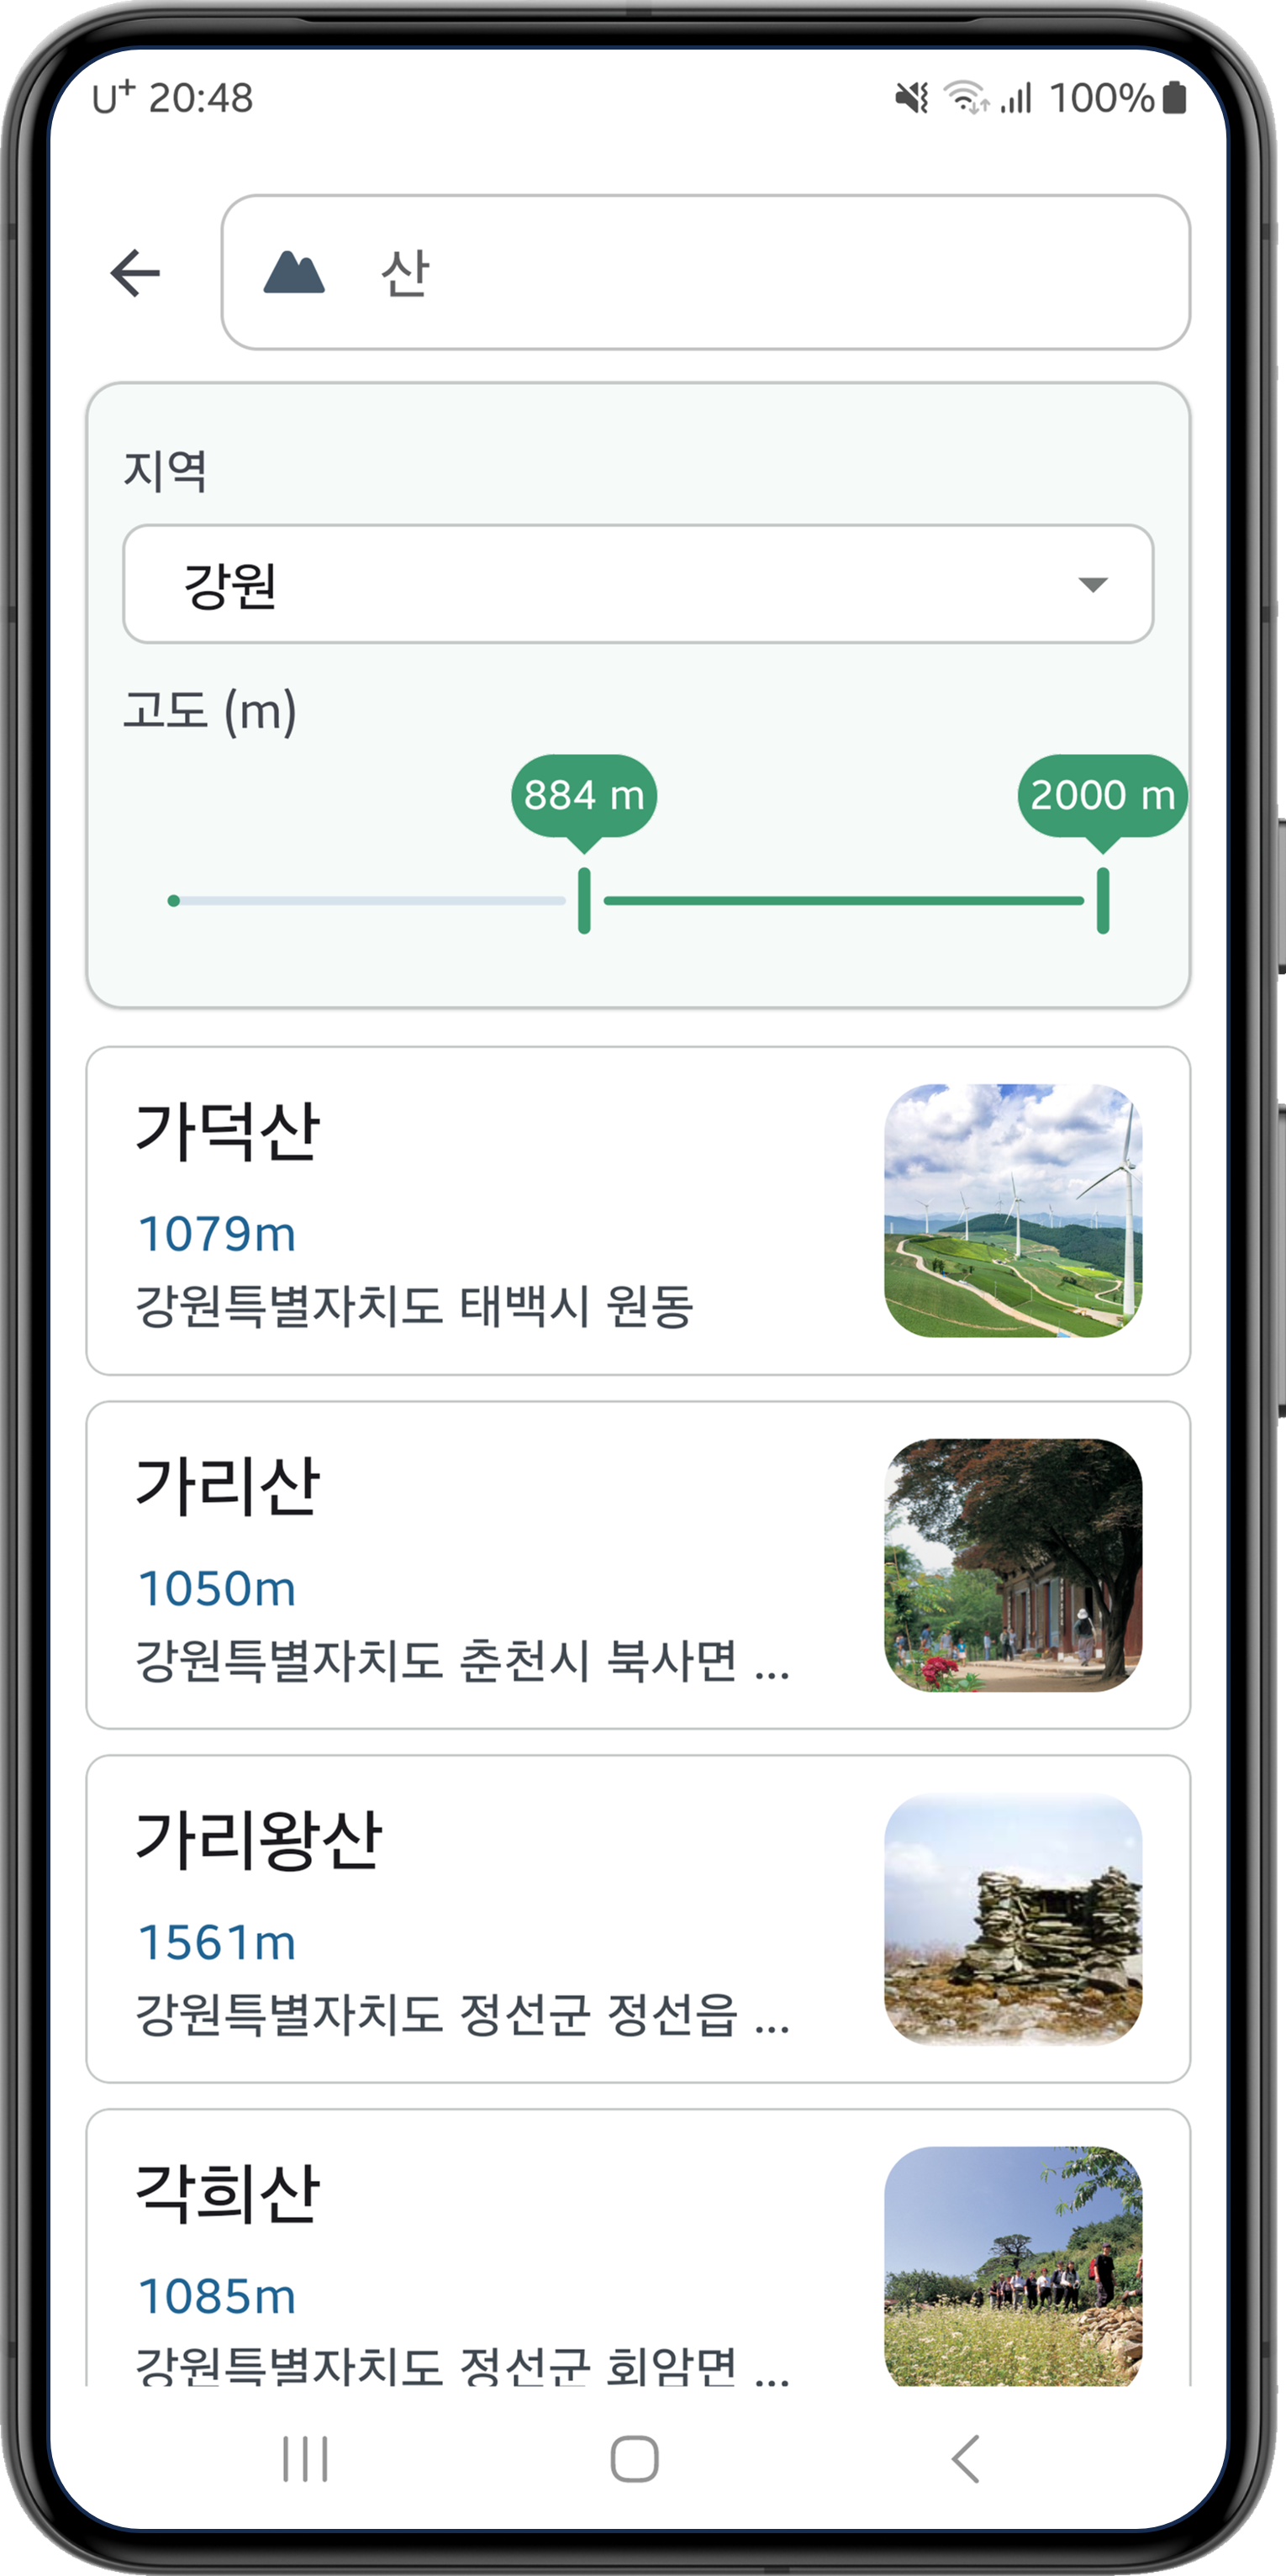 U⁺ 20:48 100%
산
지역
강원
고도 (m)
884 m 2000 m
가덕산
1079m
강원특별자치도 태백시 원동
가리산
1050m
강원특별자치도 춘천시 북사면 ...
가리왕산
1561m
강원특별자치도 정선군 정선읍 ...
각희산
1085m
강원특별자치도 정선군 회암면 ...